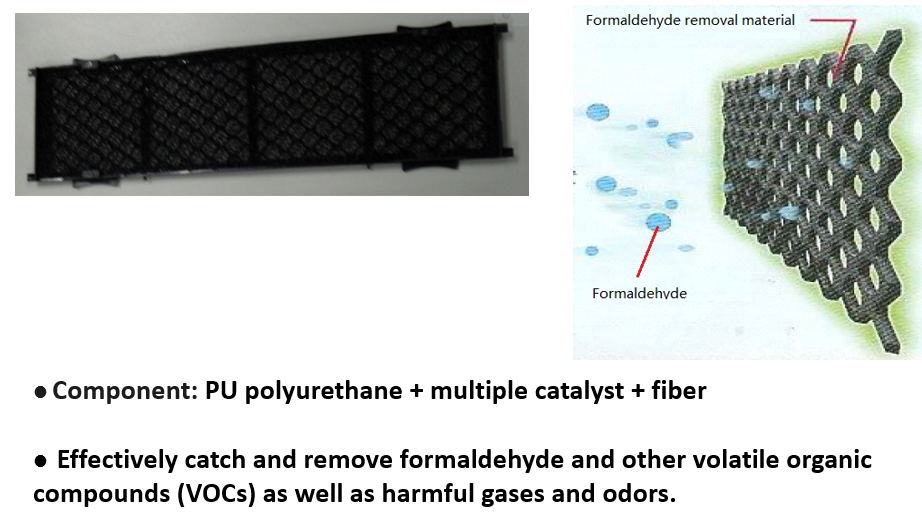 Formaldehyde removal material
Formaldehyde
● Component: PU polyurethane + multiple catalyst + fiber
● Effectively catch and remove formaldehyde and other volatile organic
compounds (VOCs) as well as harmful gases and odors.